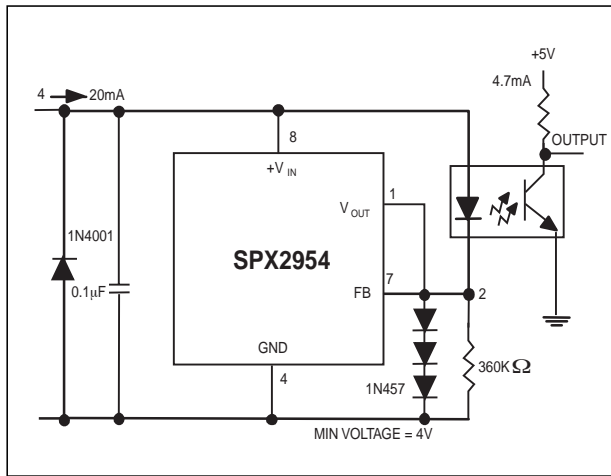 +5V
4.7mA
4 20mA
OUTPUT
8
+V IN
1
V OUT
1N4001
SPX2954
7
FB
2
0.1µF
GND
360KΩ
4
1N457
MIN VOLTAGE = 4V